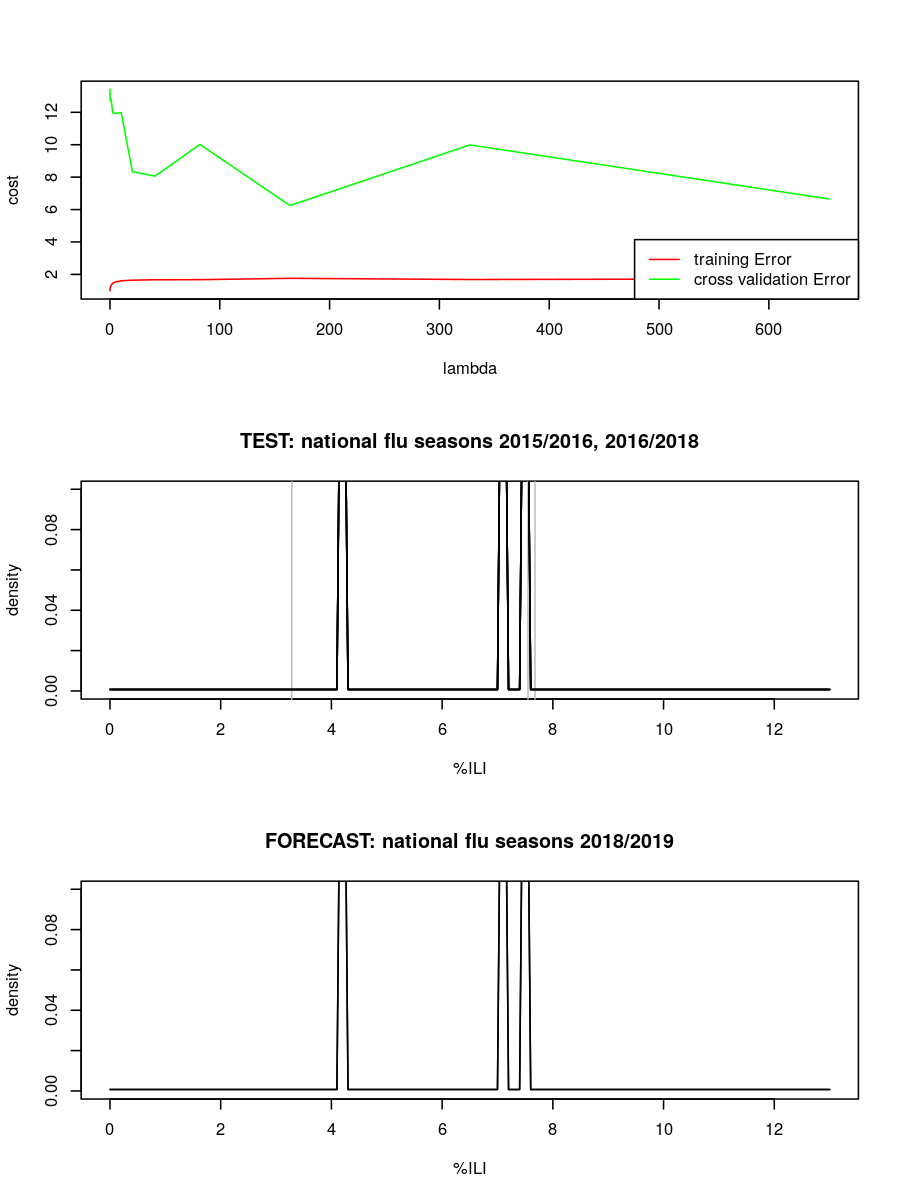 cost
12
10
8
6
4
2
training Error
cross validation Error
0 100 200 300 400 500 600
lambda
TEST: national flu seasons 2015/2016, 2016/2018
density
0.08
0.04
0.00
0 2 4 6 8 10 12
%ILI
FORECAST: national flu seasons 2018/2019
density
0.08
0.04
0.00
0 2 4 6 8 10 12
%ILI